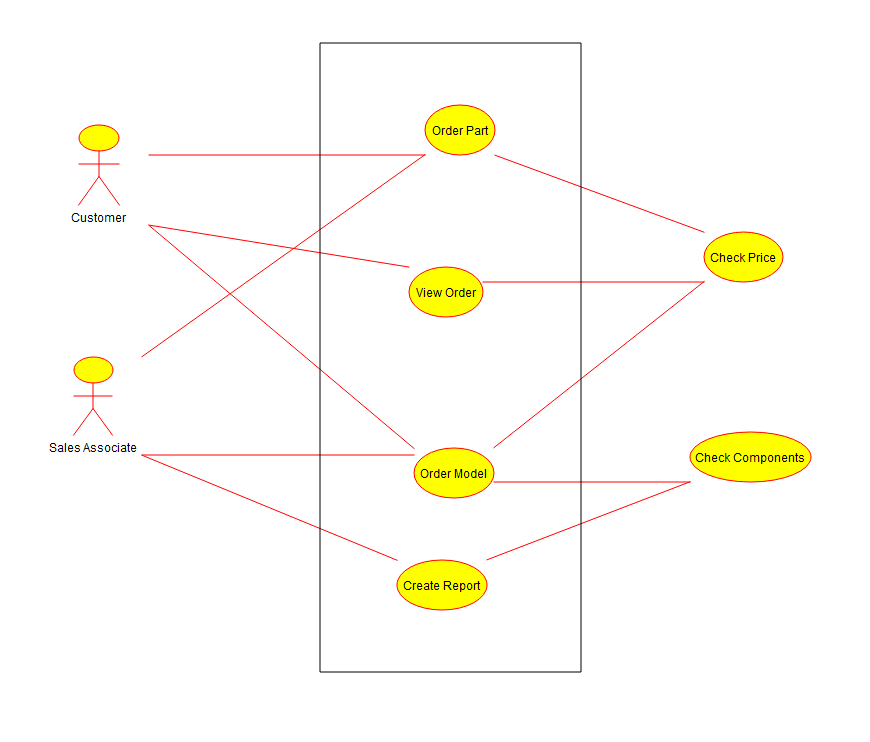 Customer
Sales Associate
Order Part
View Order
Order Model
Create Report
Check Price
Check Components